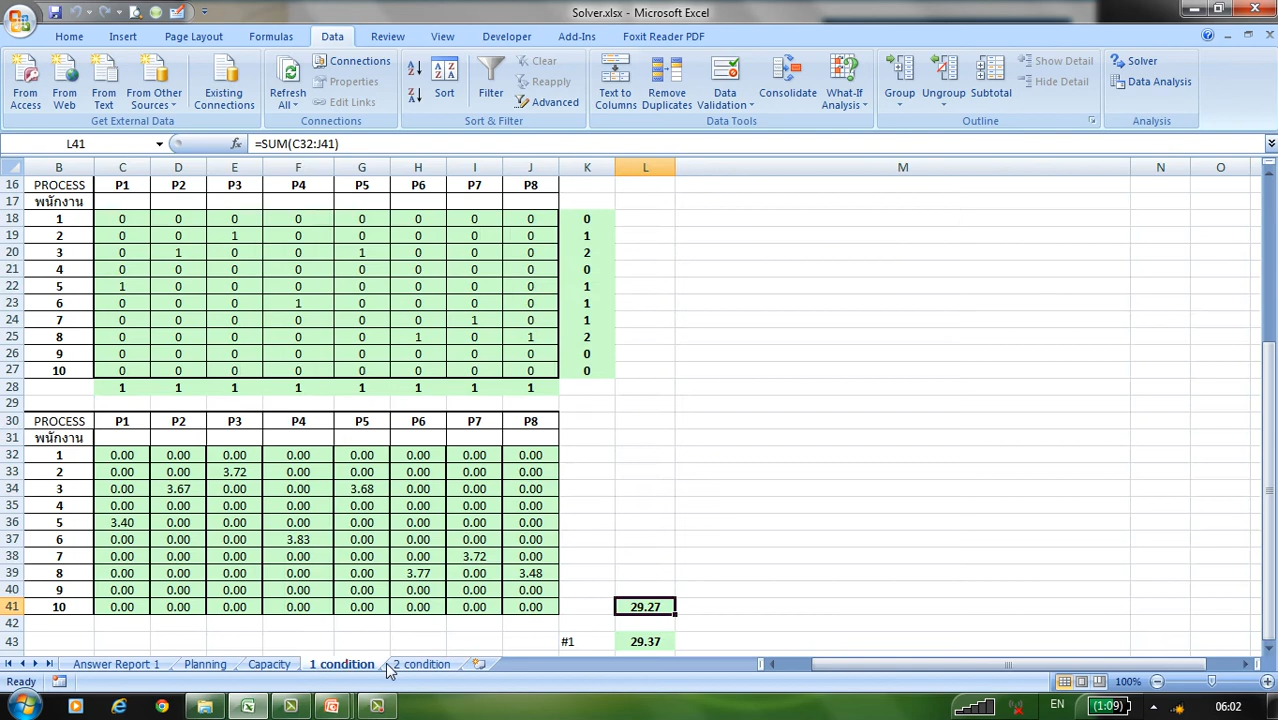 Solver.xlsx - Microsoft Excel
Home Insert Page Layout Formulas Data Review View Developer Add-Ins Foxit Reader PDF
From Access From Web From Text From Other Sources Existing Connections Refresh All Connections Properties Edit Links Sort Filter Clear Reapply Advanced Text to Columns Remove Duplicates Data Validation Consolidate What-If Analysis Group Ungroup Subtotal Show Detail Hide Detail Solver Data Analysis
Get External Data Connections Sort & Filter Data Tools Outline Analysis
L41 fx =SUM(C32:J41)
B C D E F G H I J K L M N O
16 PROCESS P1 P2 P3 P4 P5 P6 P7 P8
17 พนักงาน
18 1 0 0 0 0 0 0 0 0 0
19 2 0 0 1 0 0 0 0 0 1
20 3 0 1 0 0 1 0 0 0 2
21 4 0 0 0 0 0 0 0 0 0
22 5 1 0 0 0 0 0 0 0 1
23 6 0 0 0 1 0 0 0 0 1
24 7 0 0 0 0 0 0 1 0 1
25 8 0 0 0 0 0 1 0 1 2
26 9 0 0 0 0 0 0 0 0 0
27 10 0 0 0 0 0 0 0 0 0
28 1 1 1 1 1 1 1 1
29
30 PROCESS P1 P2 P3 P4 P5 P6 P7 P8
31 พนักงาน
32 1 0.00 0.00 0.00 0.00 0.00 0.00 0.00 0.00
33 2 0.00 0.00 3.72 0.00 0.00 0.00 0.00 0.00
34 3 0.00 3.67 0.00 0.00 3.68 0.00 0.00 0.00
35 4 0.00 0.00 0.00 0.00 0.00 0.00 0.00 0.00
36 5 3.40 0.00 0.00 0.00 0.00 0.00 0.00 0.00
37 6 0.00 0.00 0.00 3.83 0.00 0.00 0.00 0.00
38 7 0.00 0.00 0.00 0.00 0.00 0.00 3.72 0.00
39 8 0.00 0.00 0.00 0.00 0.00 3.77 0.00 3.48
40 9 0.00 0.00 0.00 0.00 0.00 0.00 0.00 0.00
41 10 0.00 0.00 0.00 0.00 0.00 0.00 0.00 0.00 29.27
42
43 #1 29.37
Answer Report 1 Planning Capacity 1 condition 2 condition
Ready 100%
EN (1:09) 06:02